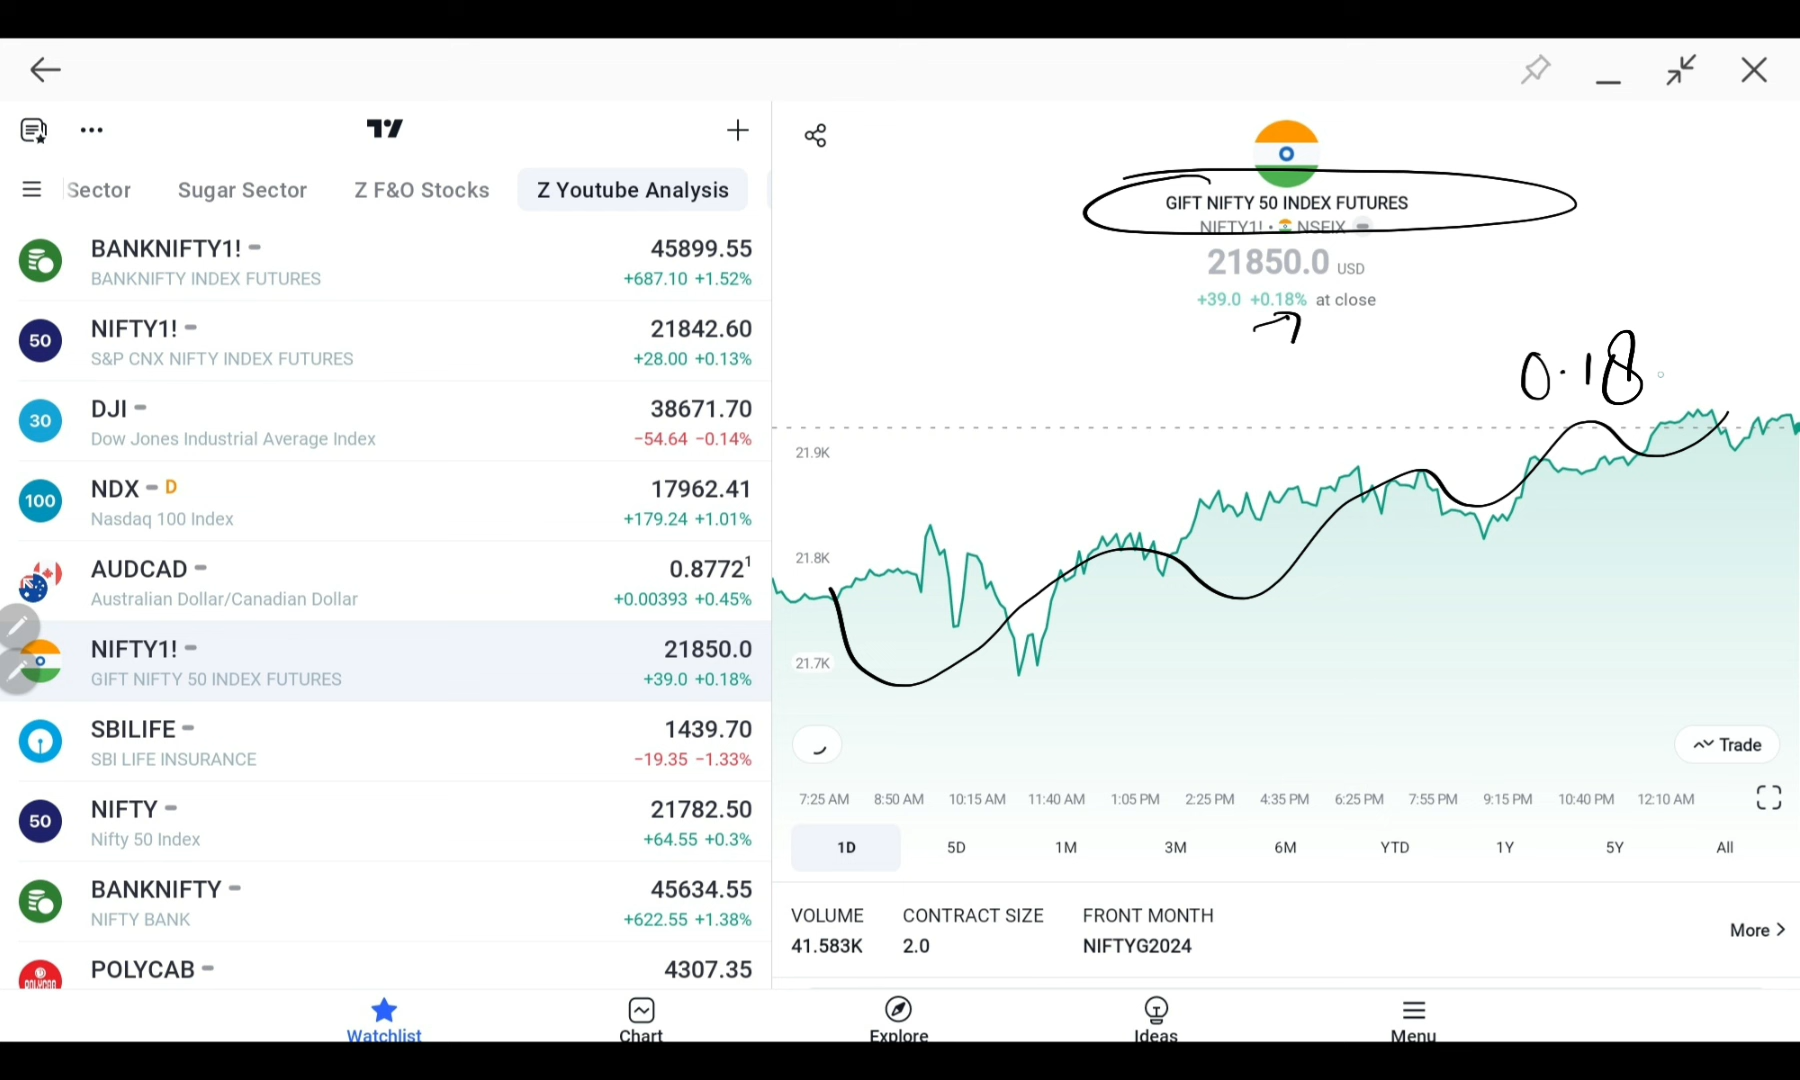 Sector Sugar Sector Z F&O Stocks Z Youtube Analysis
BANKNIFTY1! 45899.55
BANKNIFTY INDEX FUTURES +687.10 +1.52%
50 NIFTY1! 21842.60
S&P CNX NIFTY INDEX FUTURES +28.00 +0.13%
30 DJI 38671.70
Dow Jones Industrial Average Index −54.64 −0.14%
100 NDX D 17962.41
Nasdaq 100 Index +179.24 +1.01%
AUDCAD 0.8772¹
Australian Dollar/Canadian Dollar +0.00393 +0.45%
NIFTY1! 21850.0
GIFT NIFTY 50 INDEX FUTURES +39.0 +0.18%
SBILIFE 1439.70
SBI LIFE INSURANCE −19.35 −1.33%
50 NIFTY 21782.50
Nifty 50 Index +64.55 +0.3%
BANKNIFTY 45634.55
NIFTY BANK +622.55 +1.38%
POLYCAB 4307.35
GIFT NIFTY 50 INDEX FUTURES
NIFTY1! • NSEIX
21850.0 USD
+39.0 +0.18% at close
0.18
21.9K
21.8K
21.7K
Trade
7:25 AM 8:50 AM 10:15 AM 11:40 AM 1:05 PM 2:25 PM 4:35 PM 6:25 PM 7:55 PM 9:15 PM 10:40 PM 12:10 AM
1D 5D 1M 3M 6M YTD 1Y 5Y All
VOLUME CONTRACT SIZE FRONT MONTH
41.583K 2.0 NIFTYG2024
More >
Watchlist Chart Explore Ideas Menu